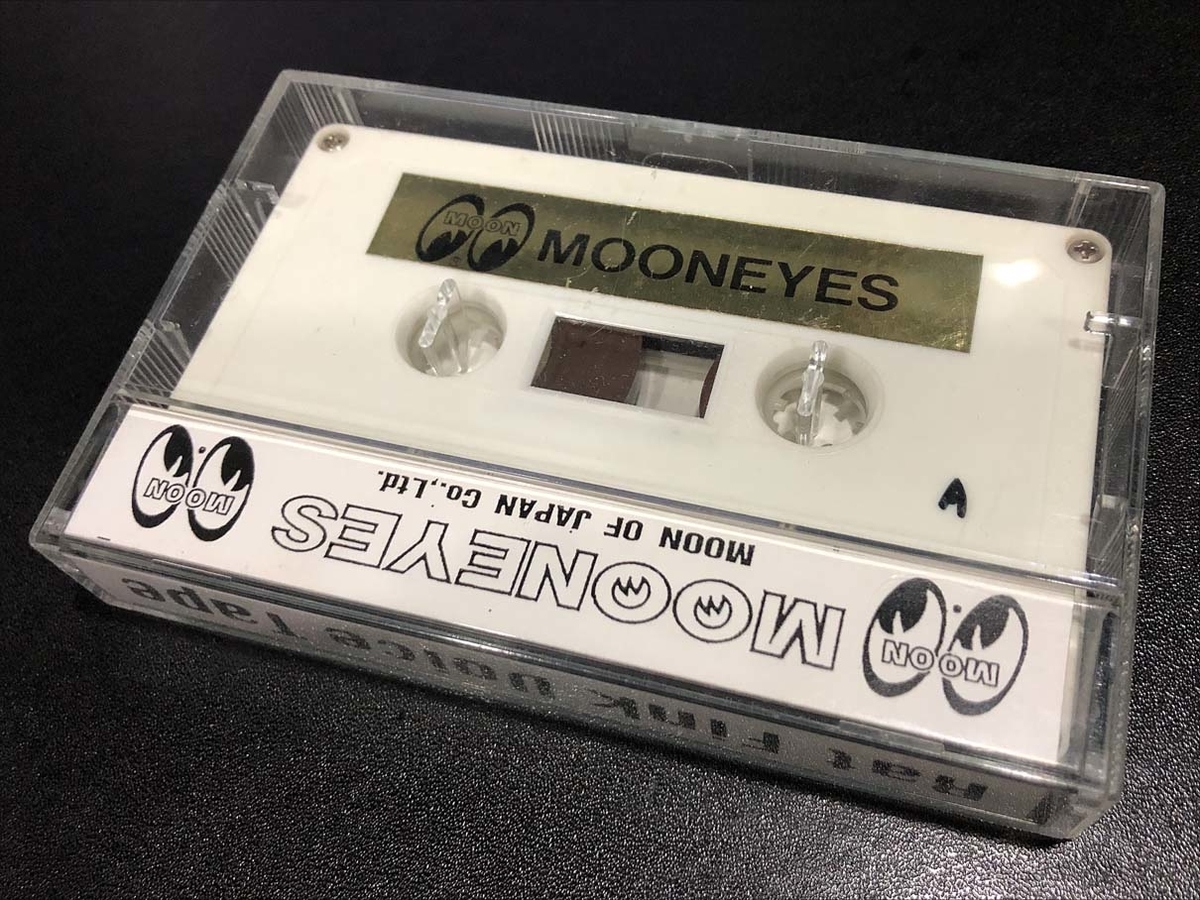 MOON
MOONEYES
A
MOON
MOONEYES
MOON OF JAPAN Co.,Ltd.
MOON
Rat Fink Voice Tape